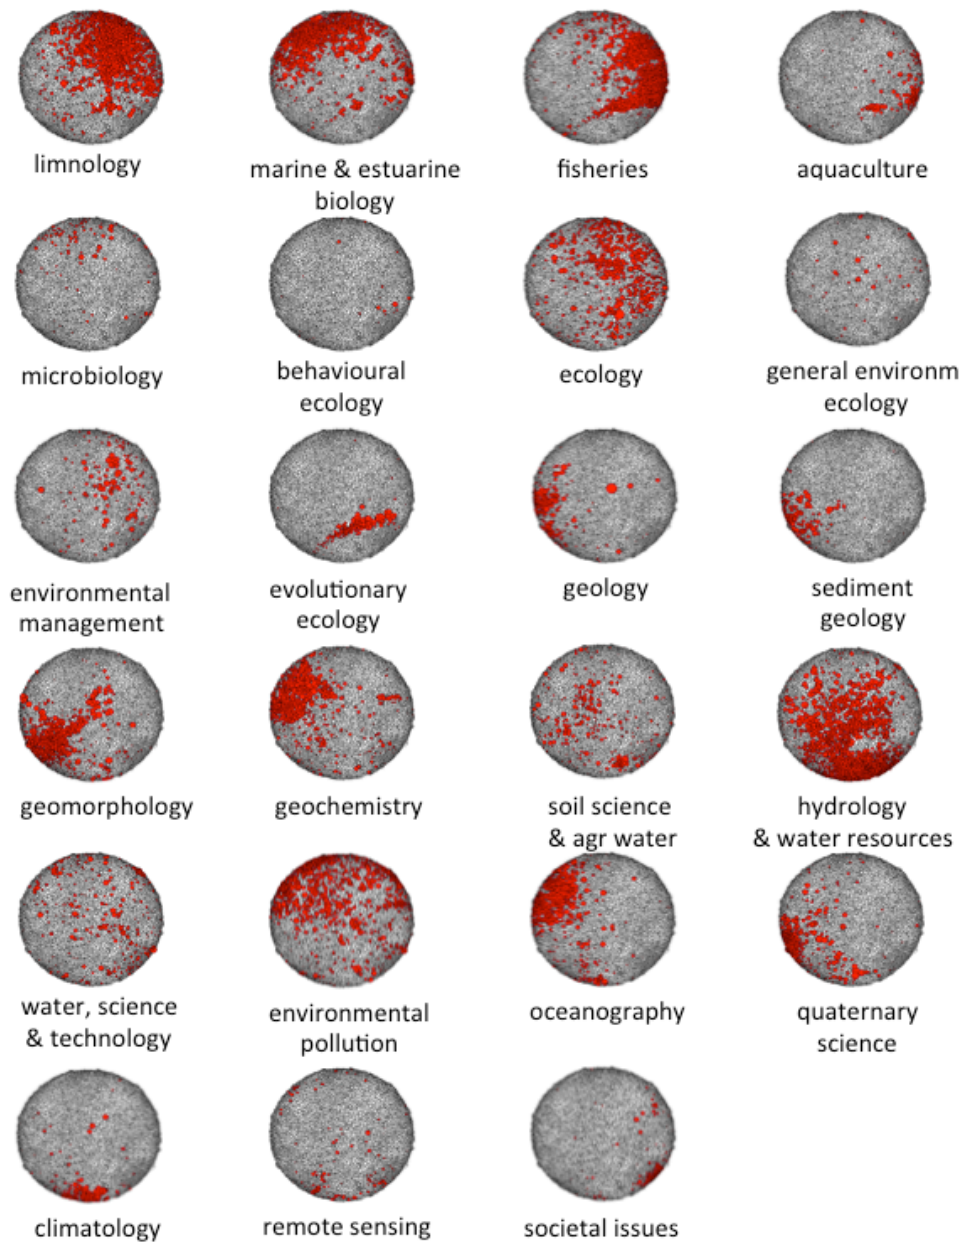 limnology
marine & estuarine
biology
fisheries
aquaculture
microbiology
behavioural
ecology
ecology
general environm
ecology
environmental
management
evolutionary
ecology
geology
sediment
geology
geomorphology
geochemistry
soil science
& agr water
hydrology
& water resources
water, science
& technology
environmental
pollution
oceanography
quaternary
science
climatology
remote sensing
societal issues